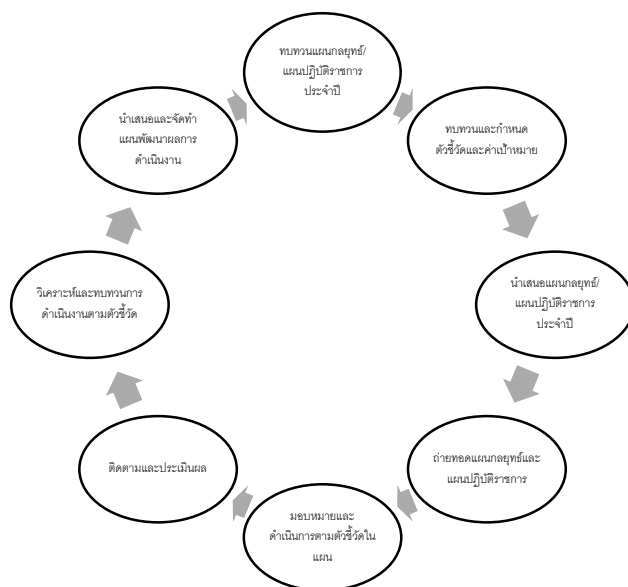 ทบทวนแผนกลยุทธ์/
แผนปฏิบัติราชการ
ประจำปี
ทบทวนและกำหนด
ตัวชี้วัดและค่าเป้าหมาย
นำเสนอแผนกลยุทธ์/
แผนปฏิบัติราชการ
ประจำปี
ถ่ายทอดแผนกลยุทธ์และ
แผนปฏิบัติราชการ
มอบหมายและ
ดำเนินการตามตัวชี้วัดใน
แผน
ติดตามและประเมินผล
วิเคราะห์และทบทวนการ
ดำเนินงานตามตัวชี้วัด
นำเสนอและจัดทำ
แผนพัฒนาผลการ
ดำเนินงาน